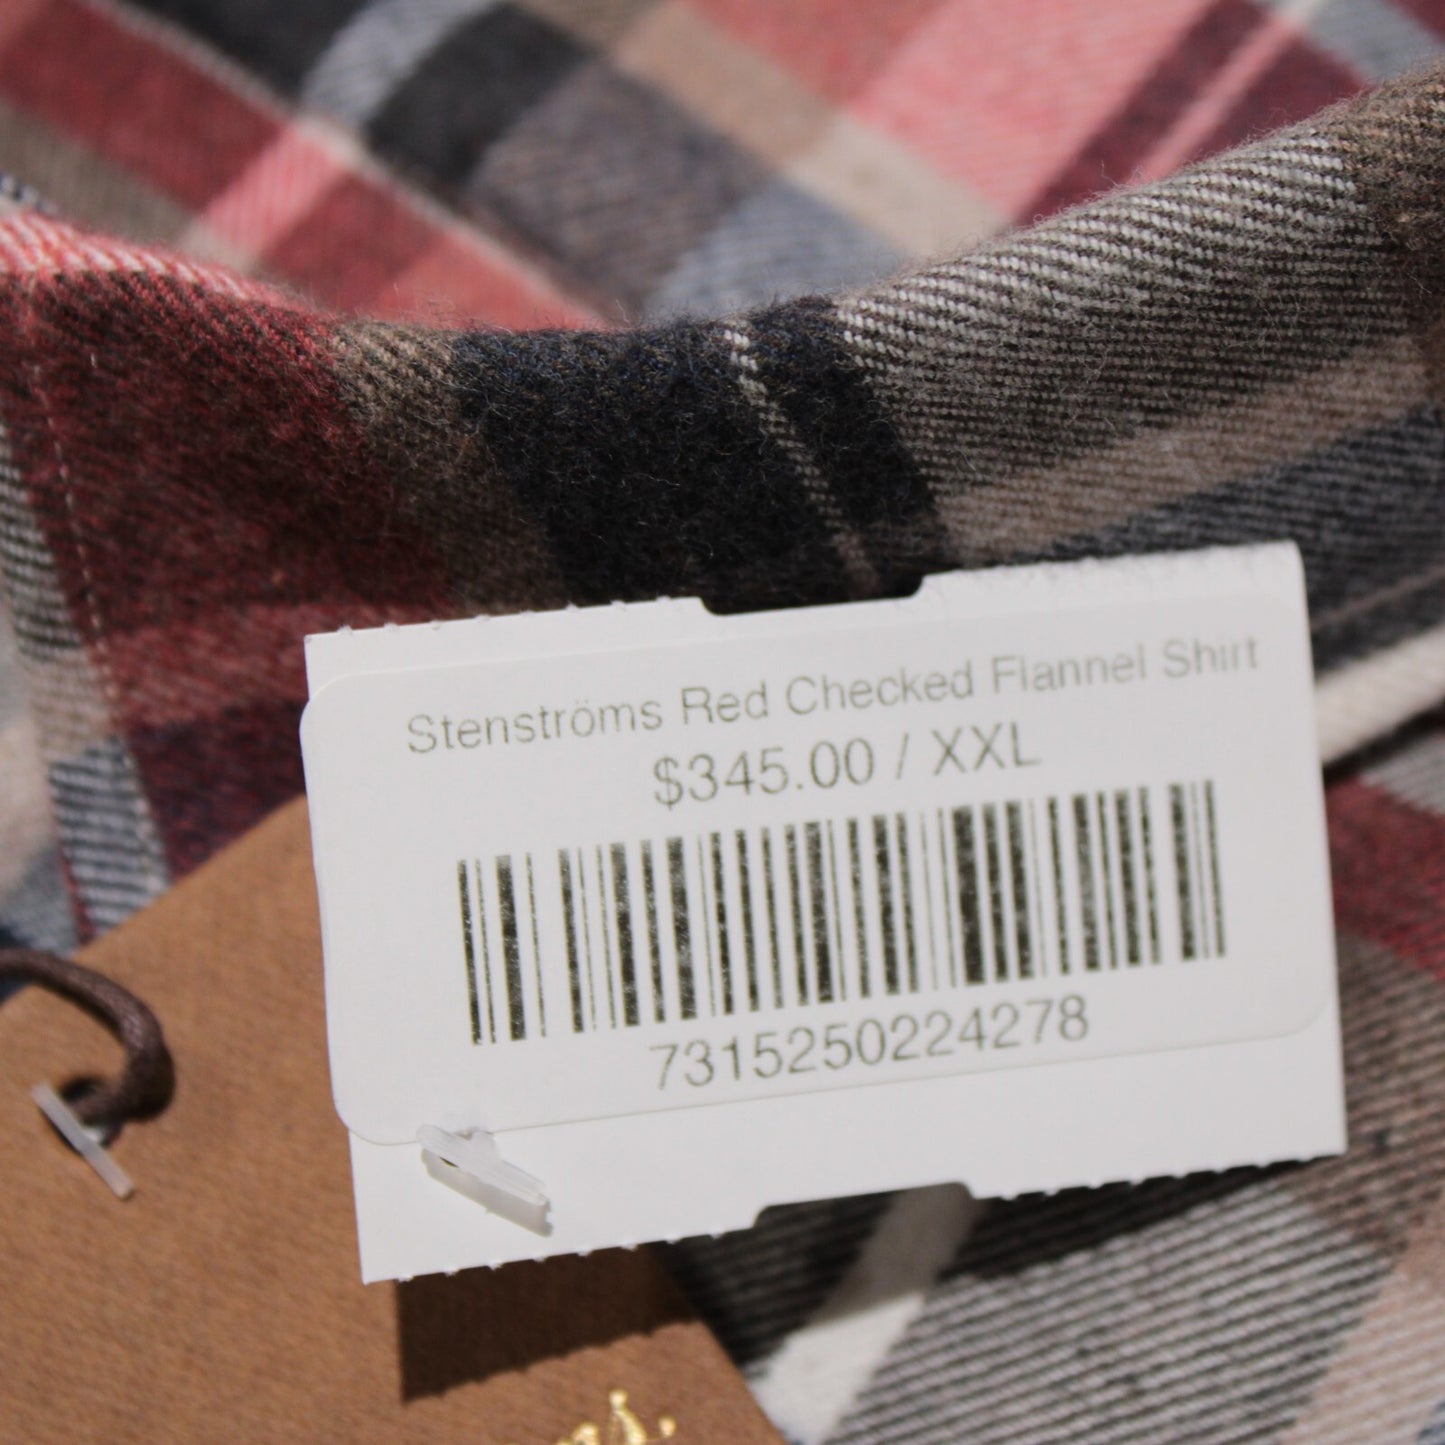 Stenströms Red Checked Flannel Shirt
$345.00 / XXL
7315250224278